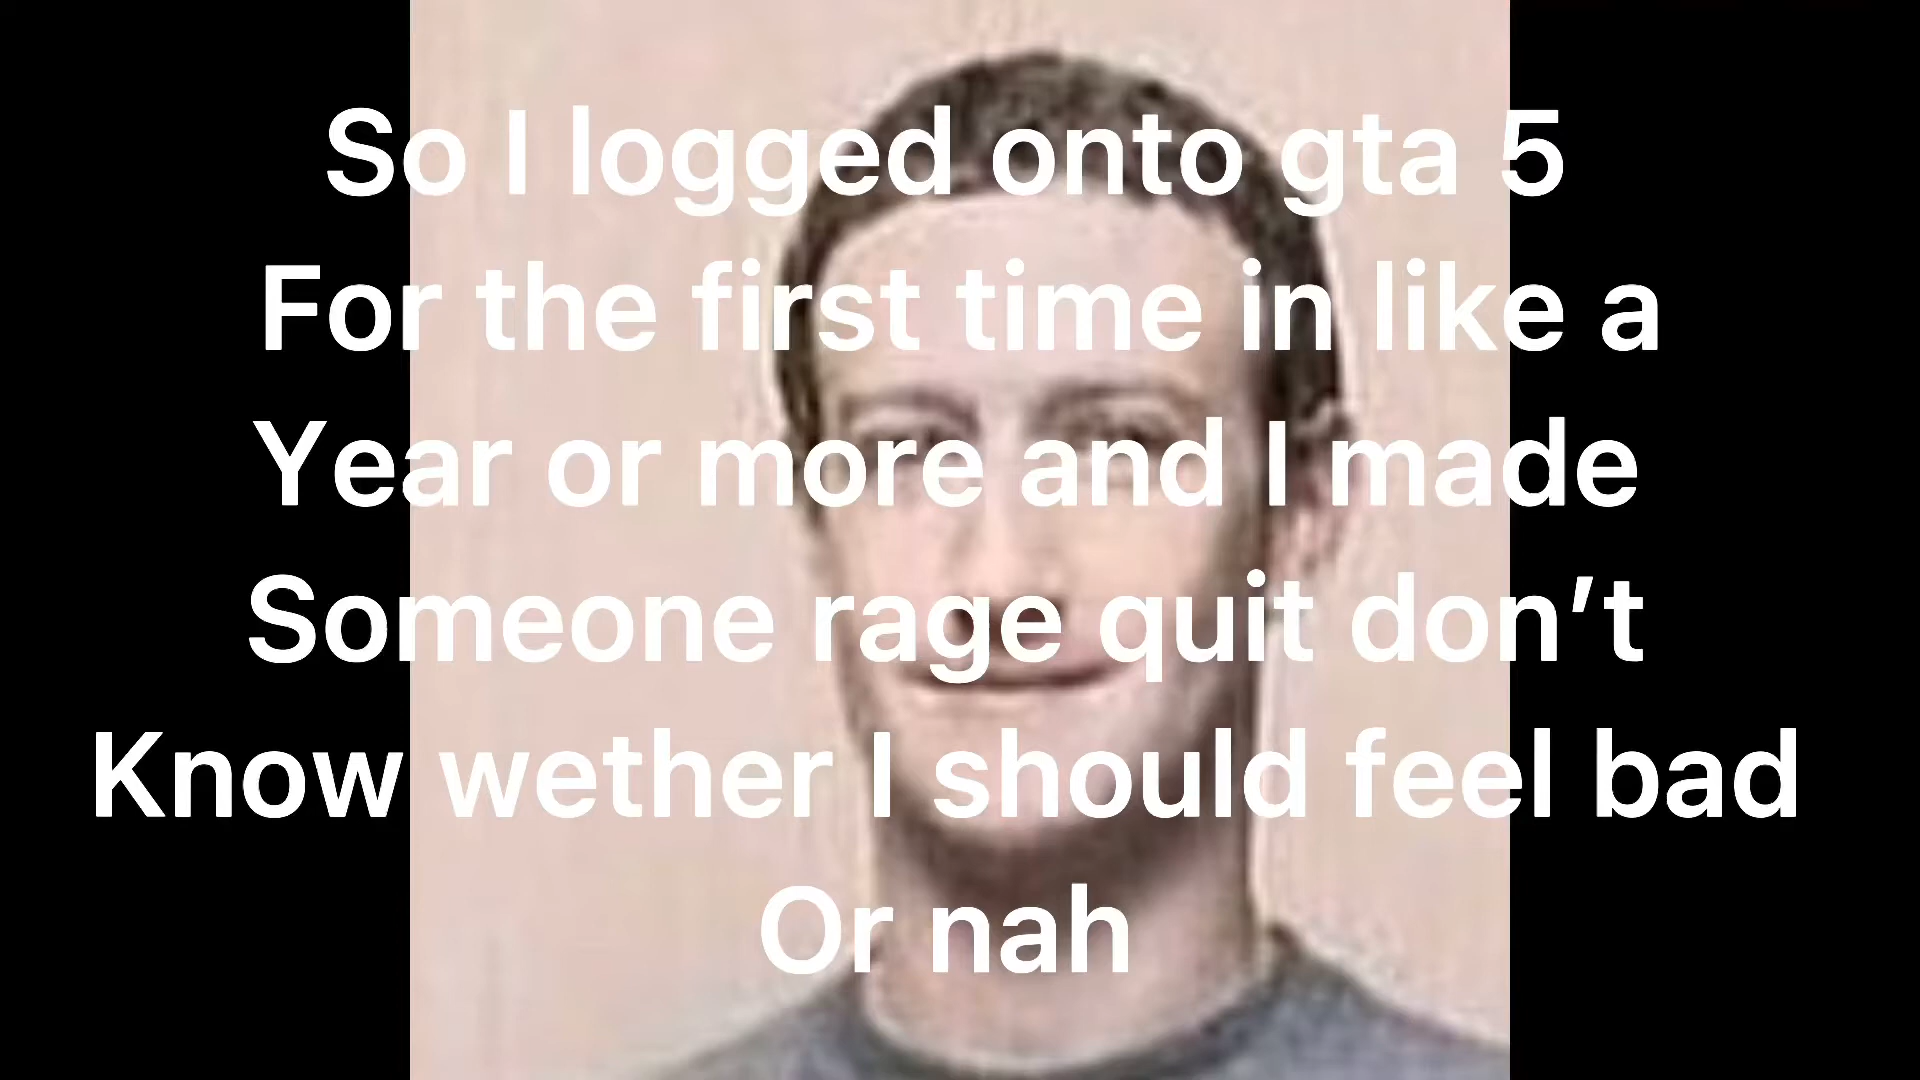 So I logged onto gta 5
For the first time in like a
Year or more and I made
Someone rage quit don’t
Know wether I should feel bad
Or nah